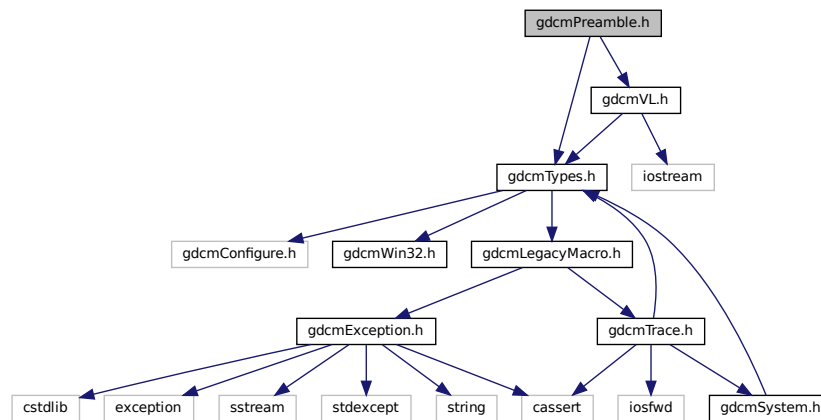 gdcmPreamble.h
gdcmVL.h
gdcmTypes.h
iostream
gdcmConfigure.h
gdcmWin32.h
gdcmLegacyMacro.h
gdcmException.h
gdcmTrace.h
cstdlib
exception
sstream
stdexcept
string
cassert
iosfwd
gdcmSystem.h